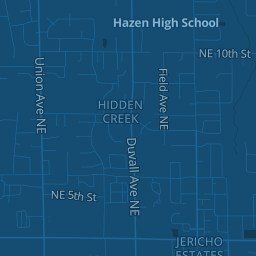 Hazen High School
NE 10th St
Union Ave NE
Field Ave NE
HIDDEN
CREEK
Duvall Ave NE
NE 5th St
JERICHO
ESTATES